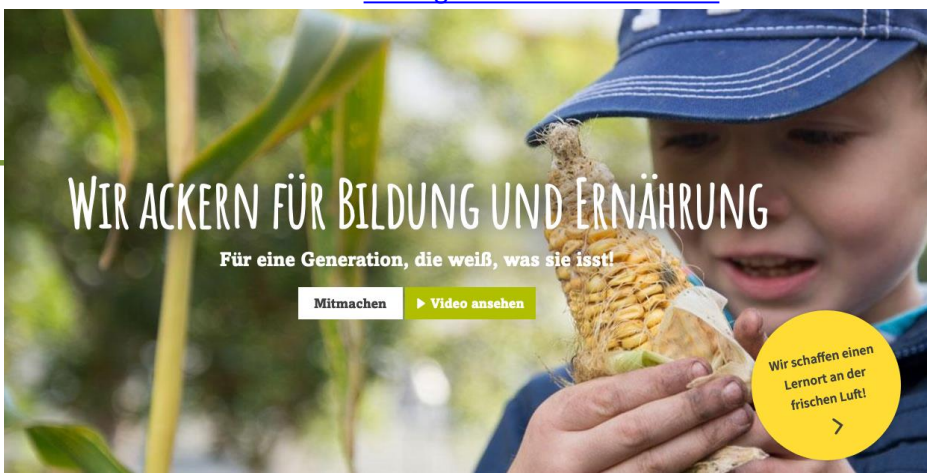 WIR ACKERN FÜR BILDUNG UND ERNÄHRUNG
Für eine Generation, die weiß, was sie isst!
Mitmachen
Video ansehen
Wir schaffen einen
Lernort an der
frischen Luft!